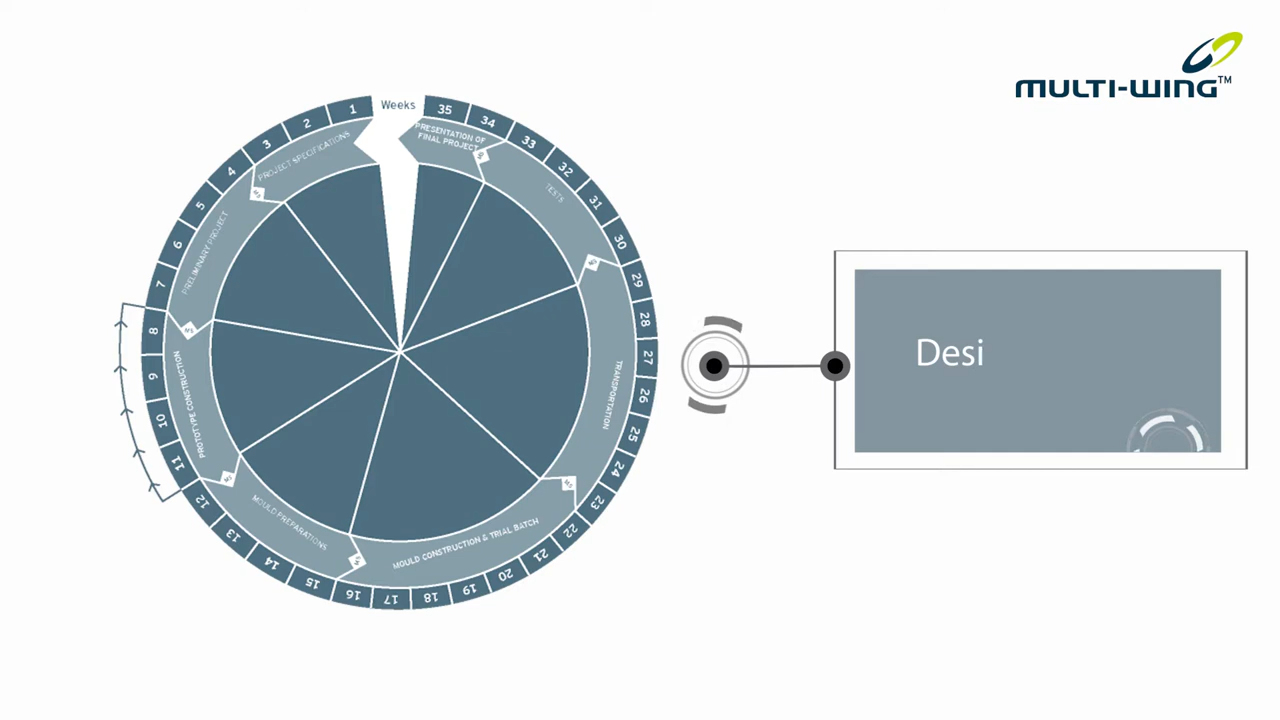 MULTI-WING™
Weeks
1
2
3
4
5
6
7
8
9
10
11
12
13
14
15
16
17
18
19
20
21
22
23
24
25
26
27
28
29
30
31
32
33
34
35
PROJECT SPECIFICATIONS
PRELIMINARY PROJECT
PROTOTYPE CONSTRUCTION
MOULD PREPARATIONS
MOULD CONSTRUCTION & TRIAL BATCH
TRANSPORTATION
TESTS
PRESENTATION OF
FINAL PROJECT
Desi